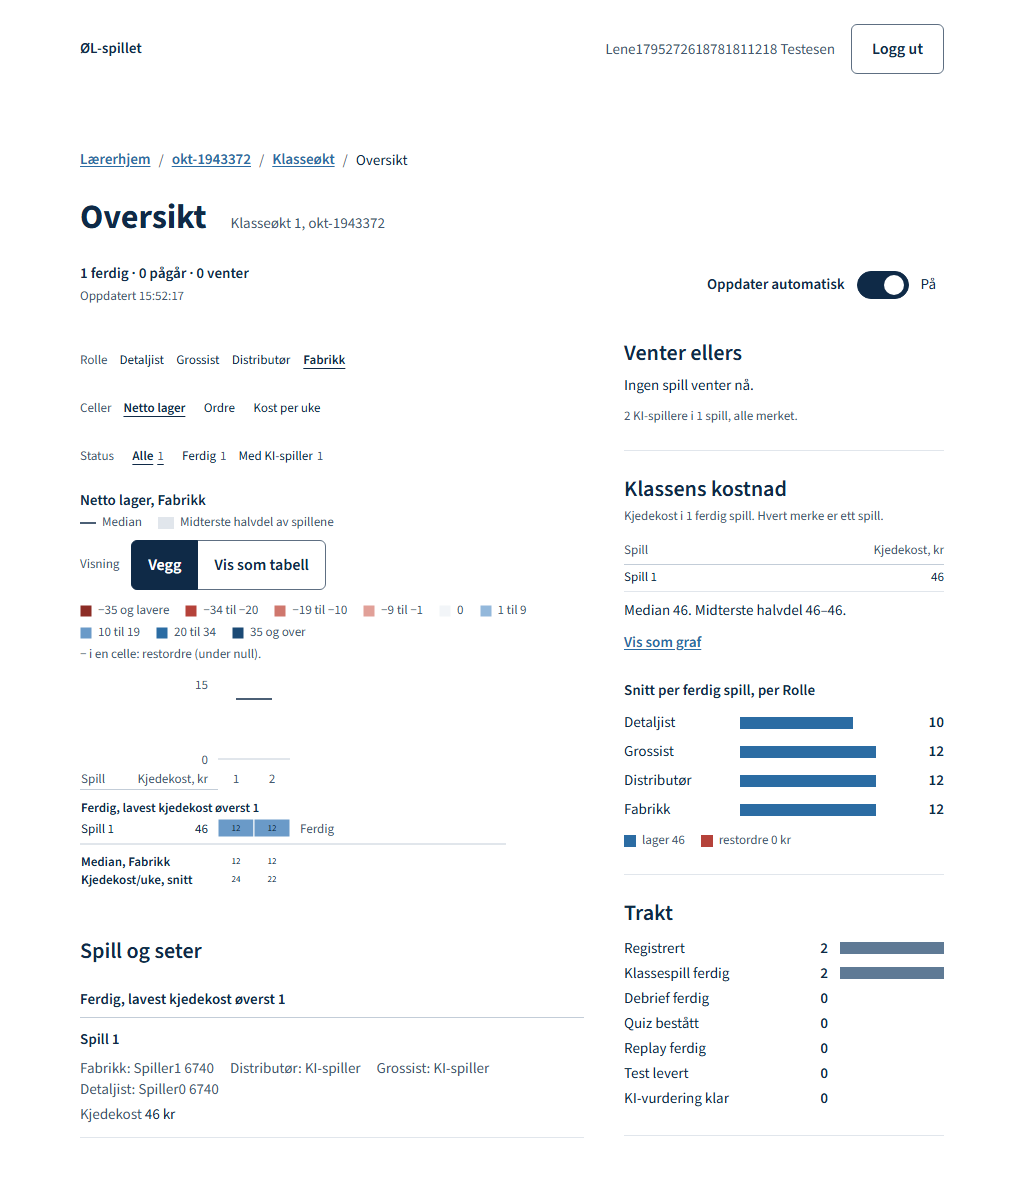 ØL-spillet
Lene1795272618781811218 Testesen
Logg ut
Lærerhjem / okt-1943372 / Klasseøkt / Oversikt
Oversikt
Klasseøkt 1, okt-1943372
1 ferdig · 0 pågår · 0 venter
Oppdatert 15:52:17
Oppdater automatisk
På
Rolle Detaljist Grossist Distributør Fabrikk
Celler Netto lager Ordre Kost per uke
Status Alle 1 Ferdig 1 Med KI-spiller 1
Netto lager, Fabrikk
Median Midterste halvdel av spillene
Visning Vegg Vis som tabell
−35 og lavere −34 til −20 −19 til −10 −9 til −1 0 1 til 9
10 til 19 20 til 34 35 og over
− i en celle: restordre (under null).
15
0
Spill Kjedekost, kr 1 2
Ferdig, lavest kjedekost øverst 1
Spill 1 46 12 12 Ferdig
Median, Fabrikk 12 12
Kjedekost/uke, snitt 24 22
Spill og seter
Ferdig, lavest kjedekost øverst 1
Spill 1
Fabrikk: Spiller1 6740 Distributør: KI-spiller Grossist: KI-spiller
Detaljist: Spiller0 6740
Kjedekost 46 kr
Venter ellers
Ingen spill venter nå.
2 KI-spillere i 1 spill, alle merket.
Klassens kostnad
Kjedekost i 1 ferdig spill. Hvert merke er ett spill.
Spill Kjedekost, kr
Spill 1 46
Median 46. Midterste halvdel 46–46.
Vis som graf
Snitt per ferdig spill, per Rolle
Detaljist 10
Grossist 12
Distributør 12
Fabrikk 12
lager 46 restordre 0 kr
Trakt
Registrert 2
Klassespill ferdig 2
Debrief ferdig 0
Quiz bestått 0
Replay ferdig 0
Test levert 0
KI-vurdering klar 0